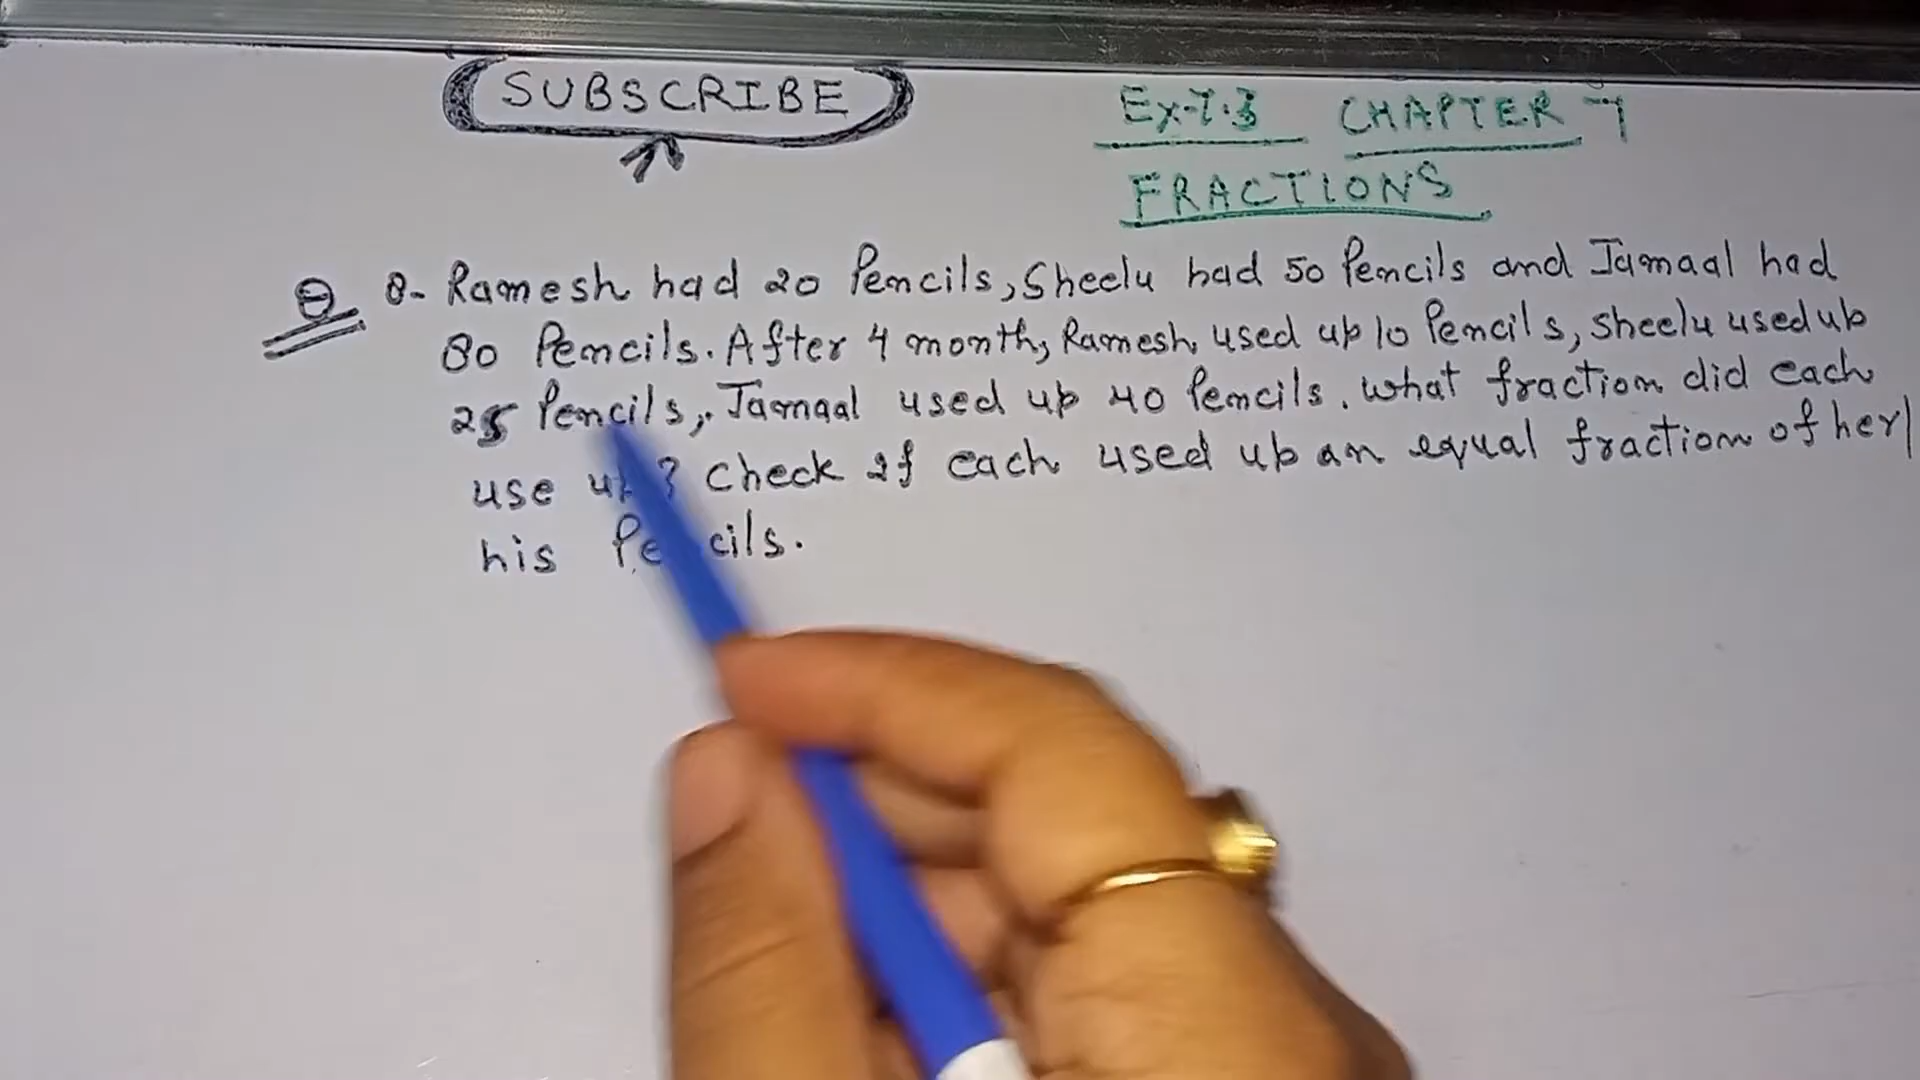 SUBSCRIBE
Ex-7.3 CHAPTER 7
FRACTIONS
Q 8- Ramesh had 20 Pencils, Sheelu had 50 Pencils and Jamaal had
80 Pencils. After 4 month, Ramesh used up 10 Pencils, Sheelu used up
25 Pencils, Jamaal used up 40 Pencils. What fraction did each
use up? Check If each used up an equal fraction of her/
his Pencils.